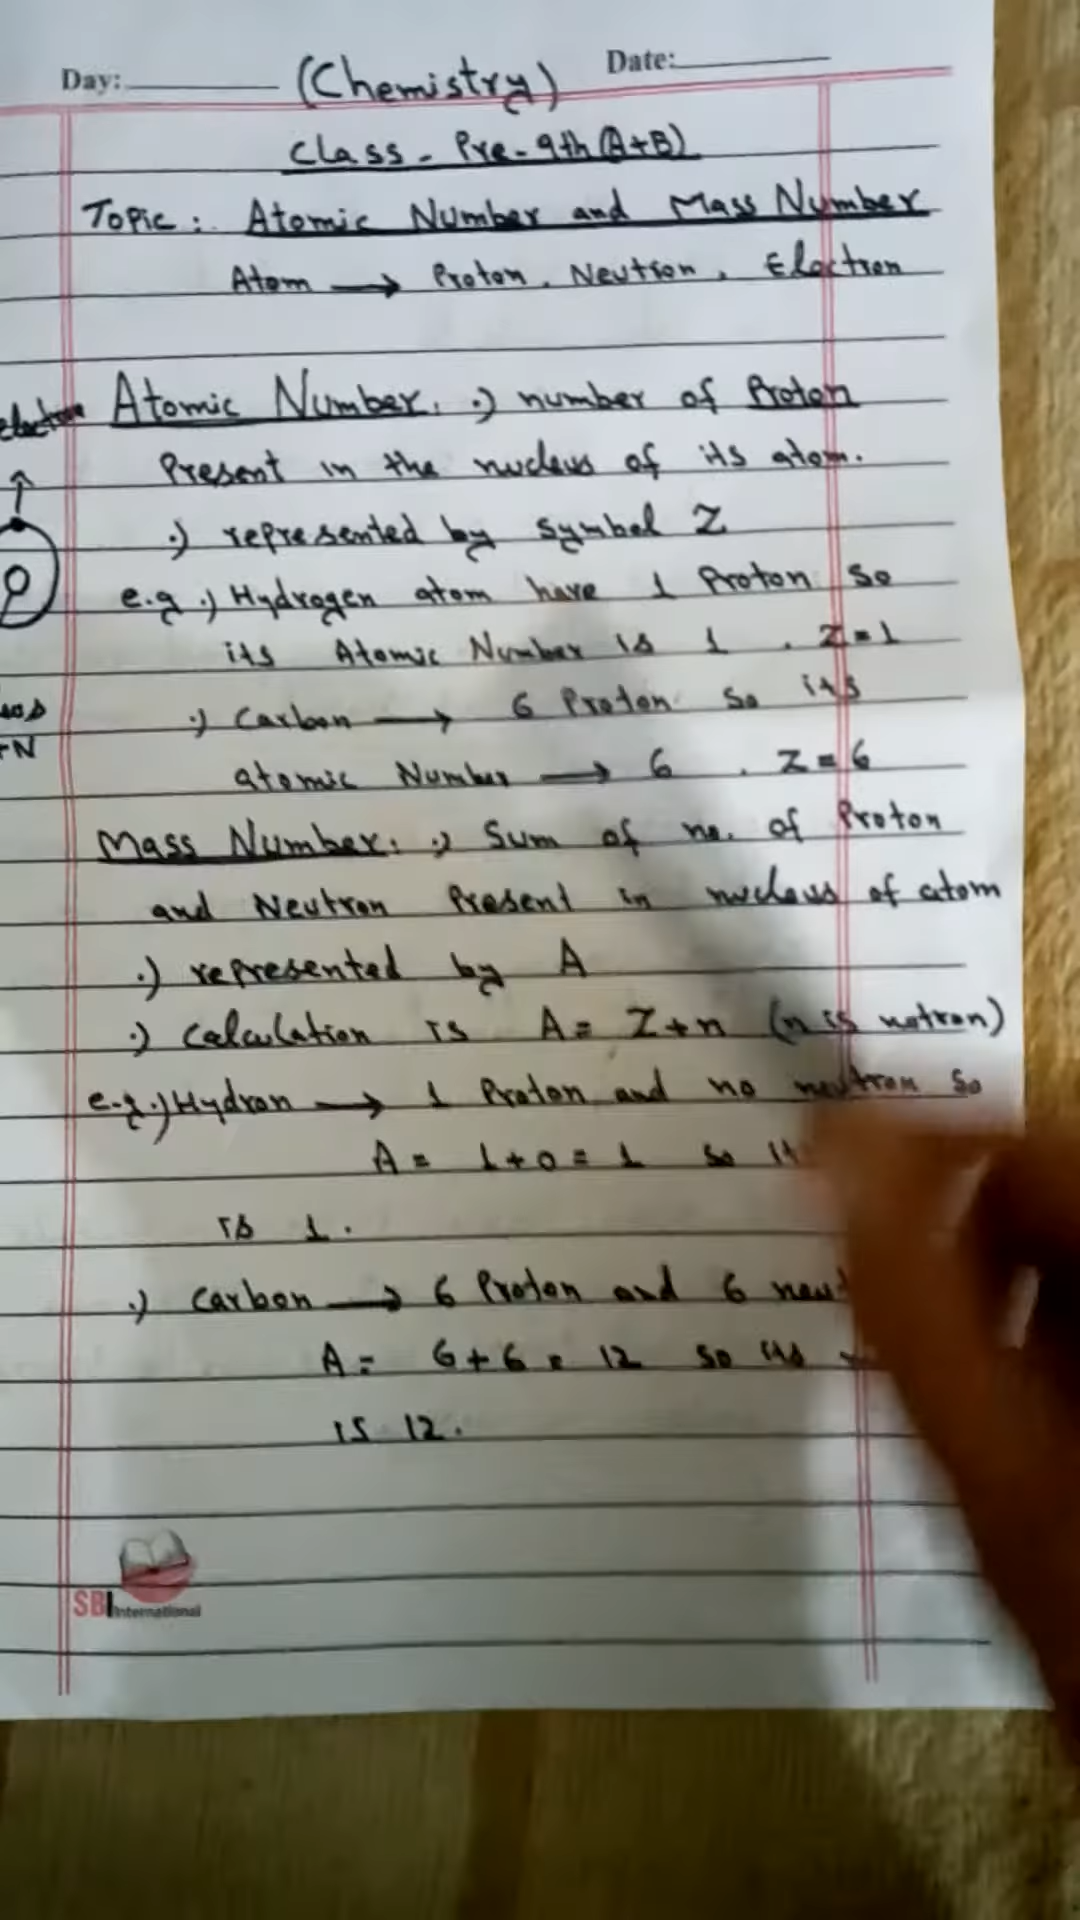 Day: (Chemistry) Date:
Class - Pre-9th (A+B)
Topic: Atomic Number and Mass Number
Atom → Proton, Neutron, Electron
Atomic Number. .) number of Proton
Present in the nucleus of its atom.
.) represented by symbol Z
e.g .) Hydrogen atom have 1 Proton so
its Atomic Number is 1 . Z=1
.) Carbon → 6 Proton so its
atomic Number → 6 . Z=6
Mass Number: .) Sum of no. of Proton
and Neutron Present in nucleus of atom
.) represented by A
.) Calculation is A = Z+n (n is notron)
e.g .) Hydron → 1 Proton and no neutron so
A = 1+0 = 1 so
is 1.
.) Carbon → 6 Proton and 6
A = 6+6 = 12 so its
is 12.
SBI International